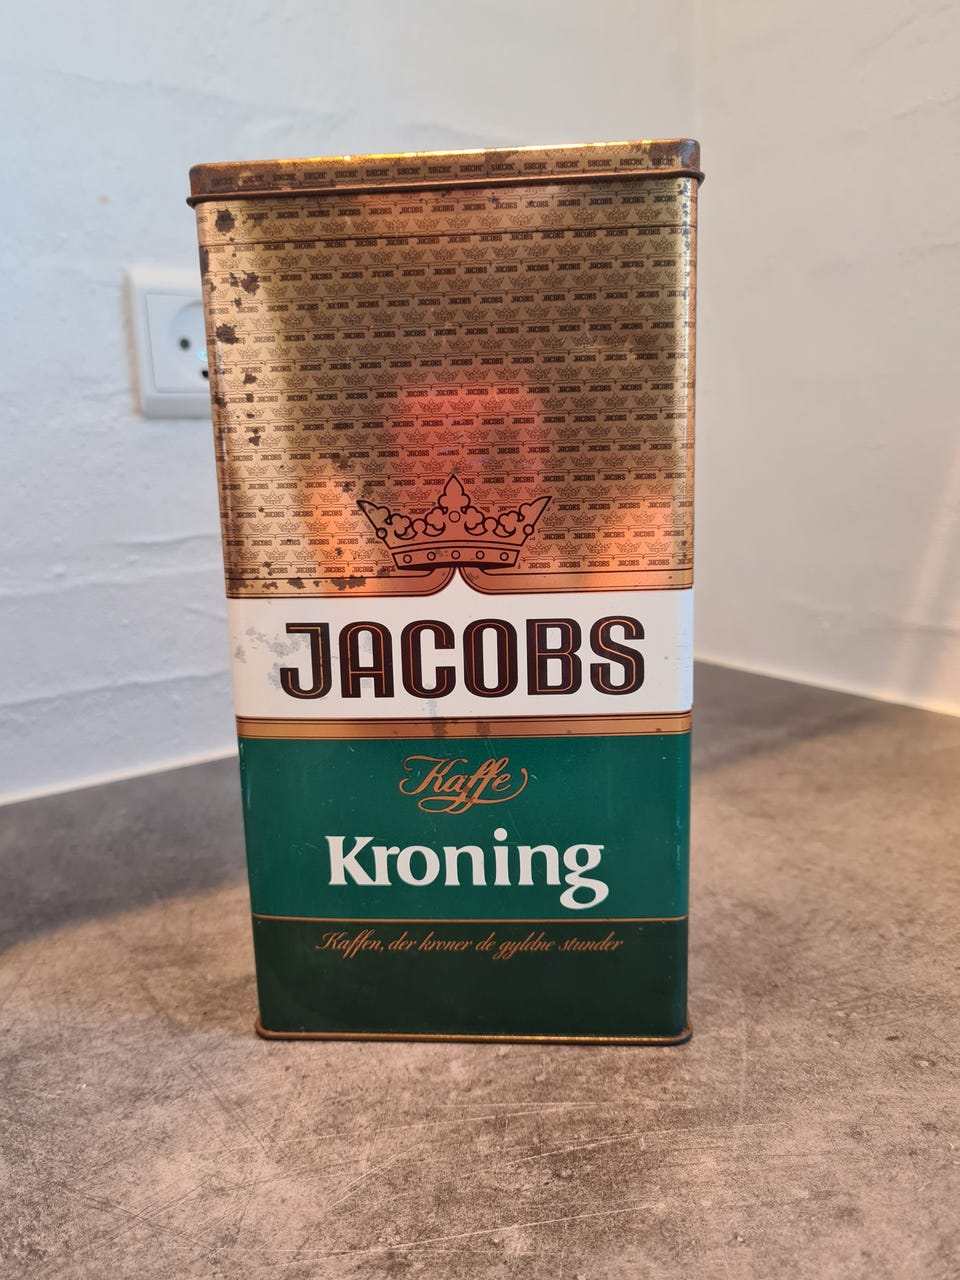 JACOBS
Kaffe
Kroning
Kaffen, der kroner de gyldne stunder